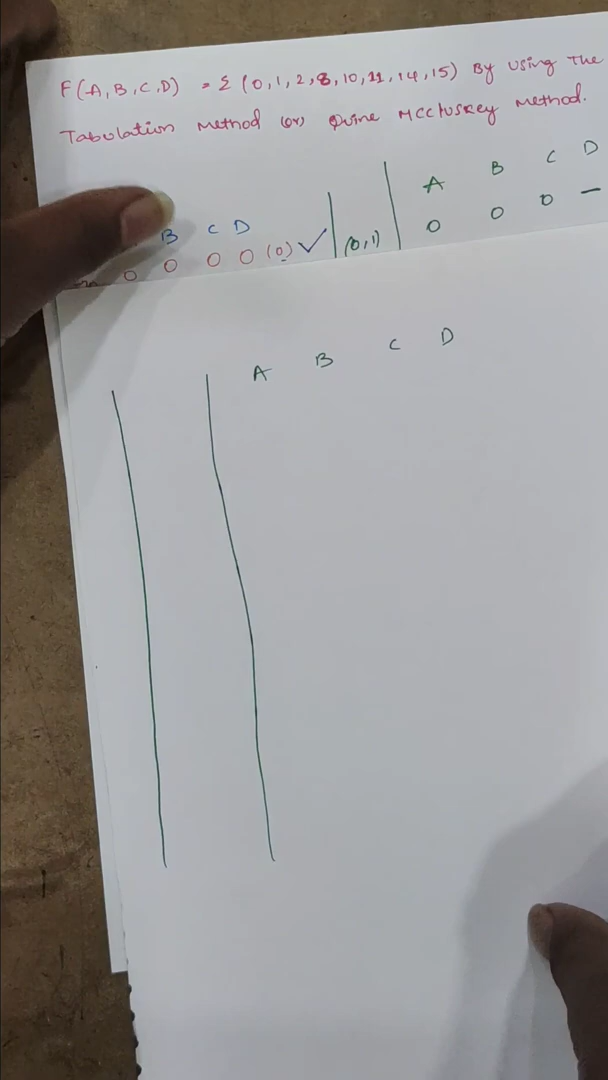 F(A,B,C,D) = Σ (0,1,2,8,10,11,14,15) By using The
Tabulation Method (or) Quine MCCluskey Method.
A B C D
B C D
0 0 0 0 (0) ✓ (0,1) 0 0 0 —
A B C D